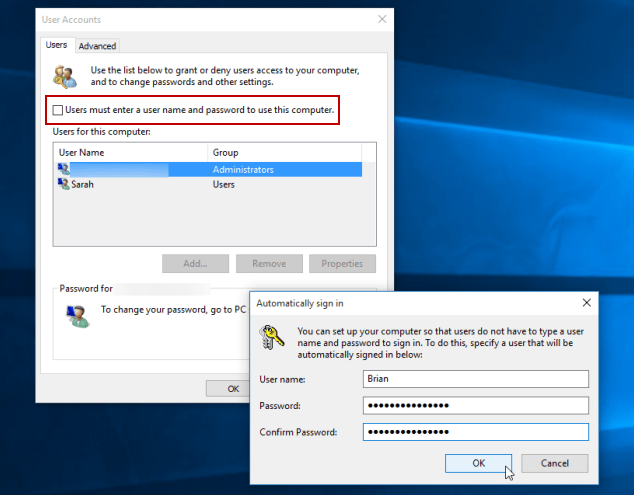 User Accounts
Users
Advanced
Use the list below to grant or deny users access to your computer,
and to change passwords and other settings.
Users must enter a user name and password to use this computer.
Users for this computer:
User Name Group
Administrators
Sarah Users
Add... Remove Properties
Password for
To change your password, go to PC
OK
Automatically sign in
You can set up your computer so that users do not have to type a user
name and password to sign in. To do this, specify a user that will be
automatically signed in below:
User name: Brian
Password: ●●●●●●●●●●●●●●●
Confirm Password: ●●●●●●●●●●●●●●●
OK Cancel